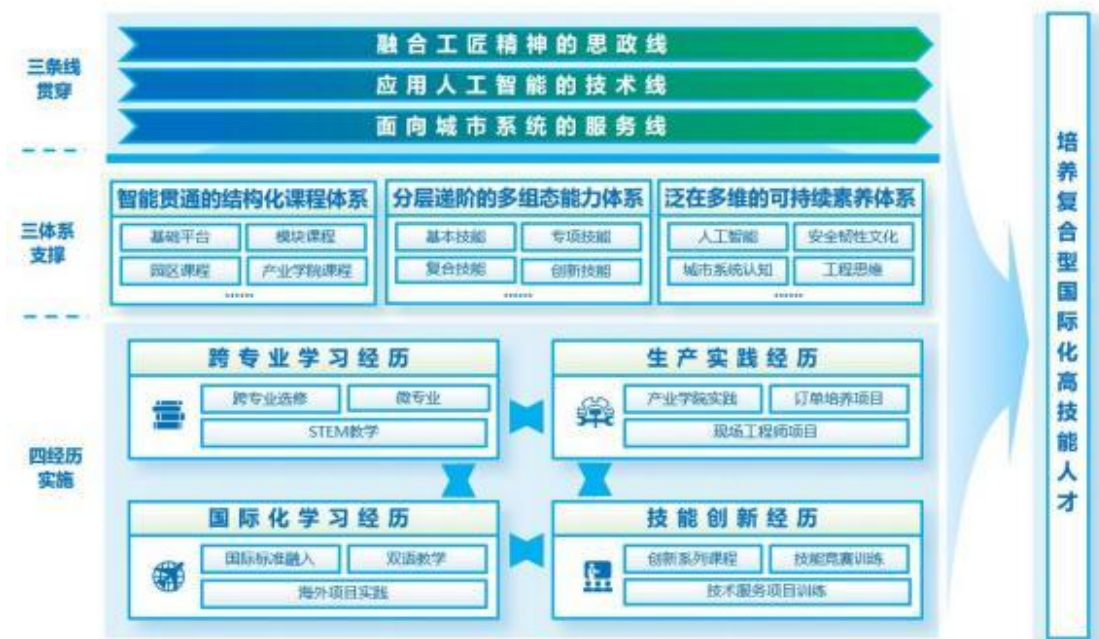 三条线
贯穿
融合工匠精神的思政线
应用人工智能的技术线
面向城市系统的服务线
三体系
支撑
智能贯通的结构化课程体系
基础平台
模块课程
园区课程
产业学院课程
......
分层递阶的多组态能力体系
基本技能
专项技能
复合技能
创新技能
......
泛在多维的可持续素养体系
人工智能
安全韧性文化
城市系统认知
工程思维
......
四经历
实施
跨专业学习经历
跨专业选修
微专业
STEM教学
生产实践经历
产业学院实践
订单培养项目
现场工程师项目
国际化学习经历
国际标准融入
双语教学
海外项目实践
技能创新经历
创新系列课程
技能竞赛训练
技术服务项目训练
培养复合型国际化高技能人才